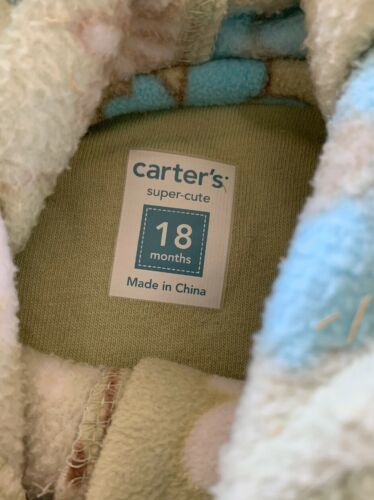 carter's
super-cute
18
months
Made in China